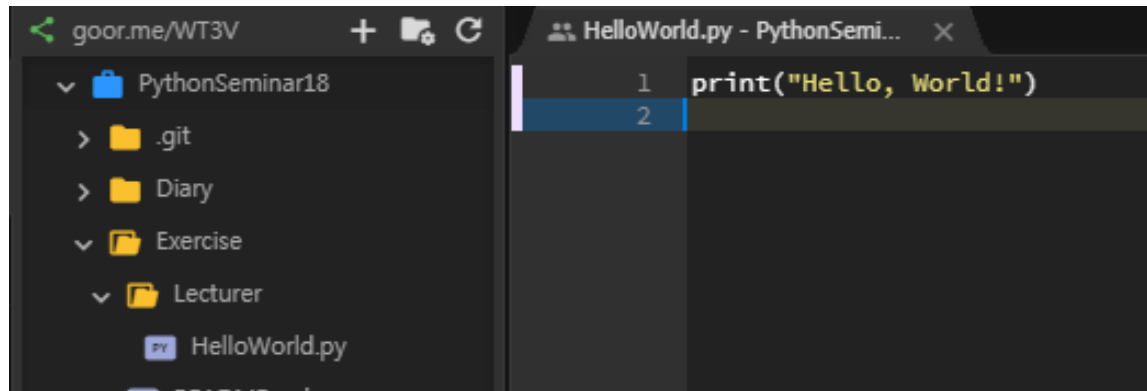 goor.me/WT3V
PythonSeminar18
.git
Diary
Exercise
Lecturer
PY HelloWorld.py
HelloWorld.py - PythonSemi...
1 print("Hello, World!")
2